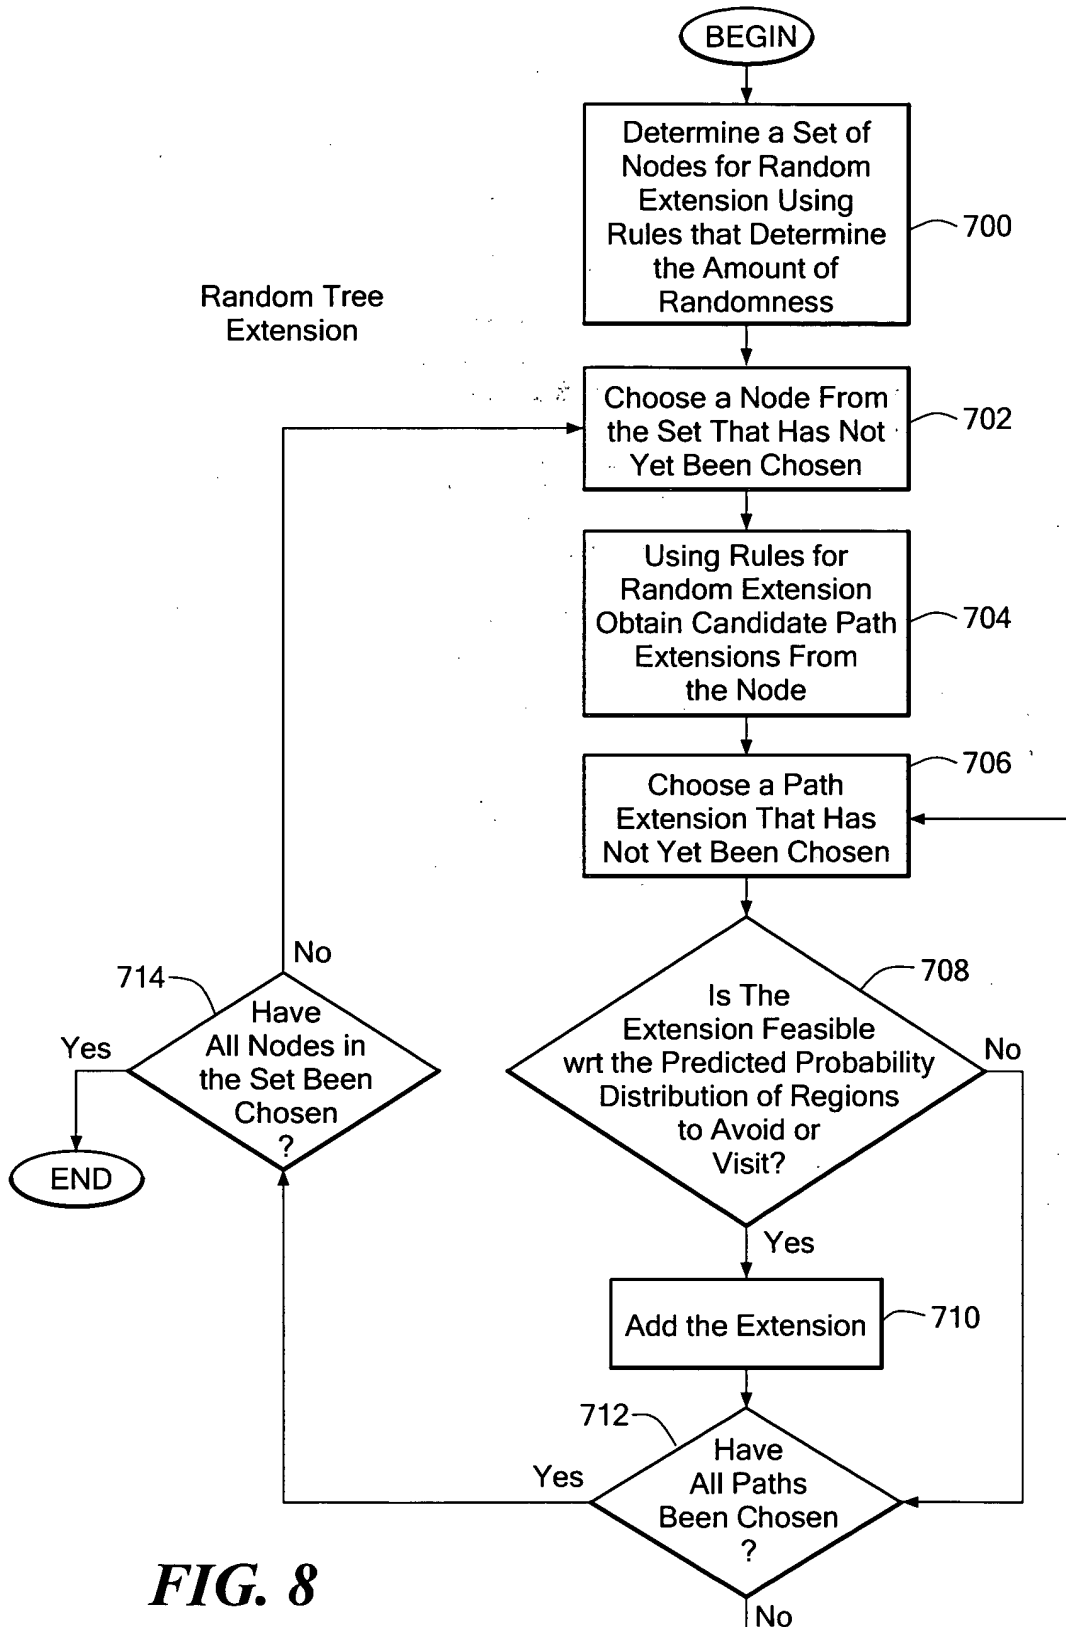 BEGIN
Determine a Set of
Nodes for Random
Extension Using
Rules that Determine
the Amount of
Randomness
700
Random Tree
Extension
Choose a Node From
the Set That Has Not
Yet Been Chosen
702
Using Rules for
Random Extension
Obtain Candidate Path
Extensions From
the Node
704
706
Choose a Path
Extension That Has
Not Yet Been Chosen
No
714
Have
All Nodes in
the Set Been
Chosen
?
Yes
END
708
Is The
Extension Feasible
wrt the Predicted Probability
Distribution of Regions
to Avoid or
Visit?
No
Yes
Add the Extension
710
712
Have
All Paths
Been Chosen
?
Yes
No
FIG. 8